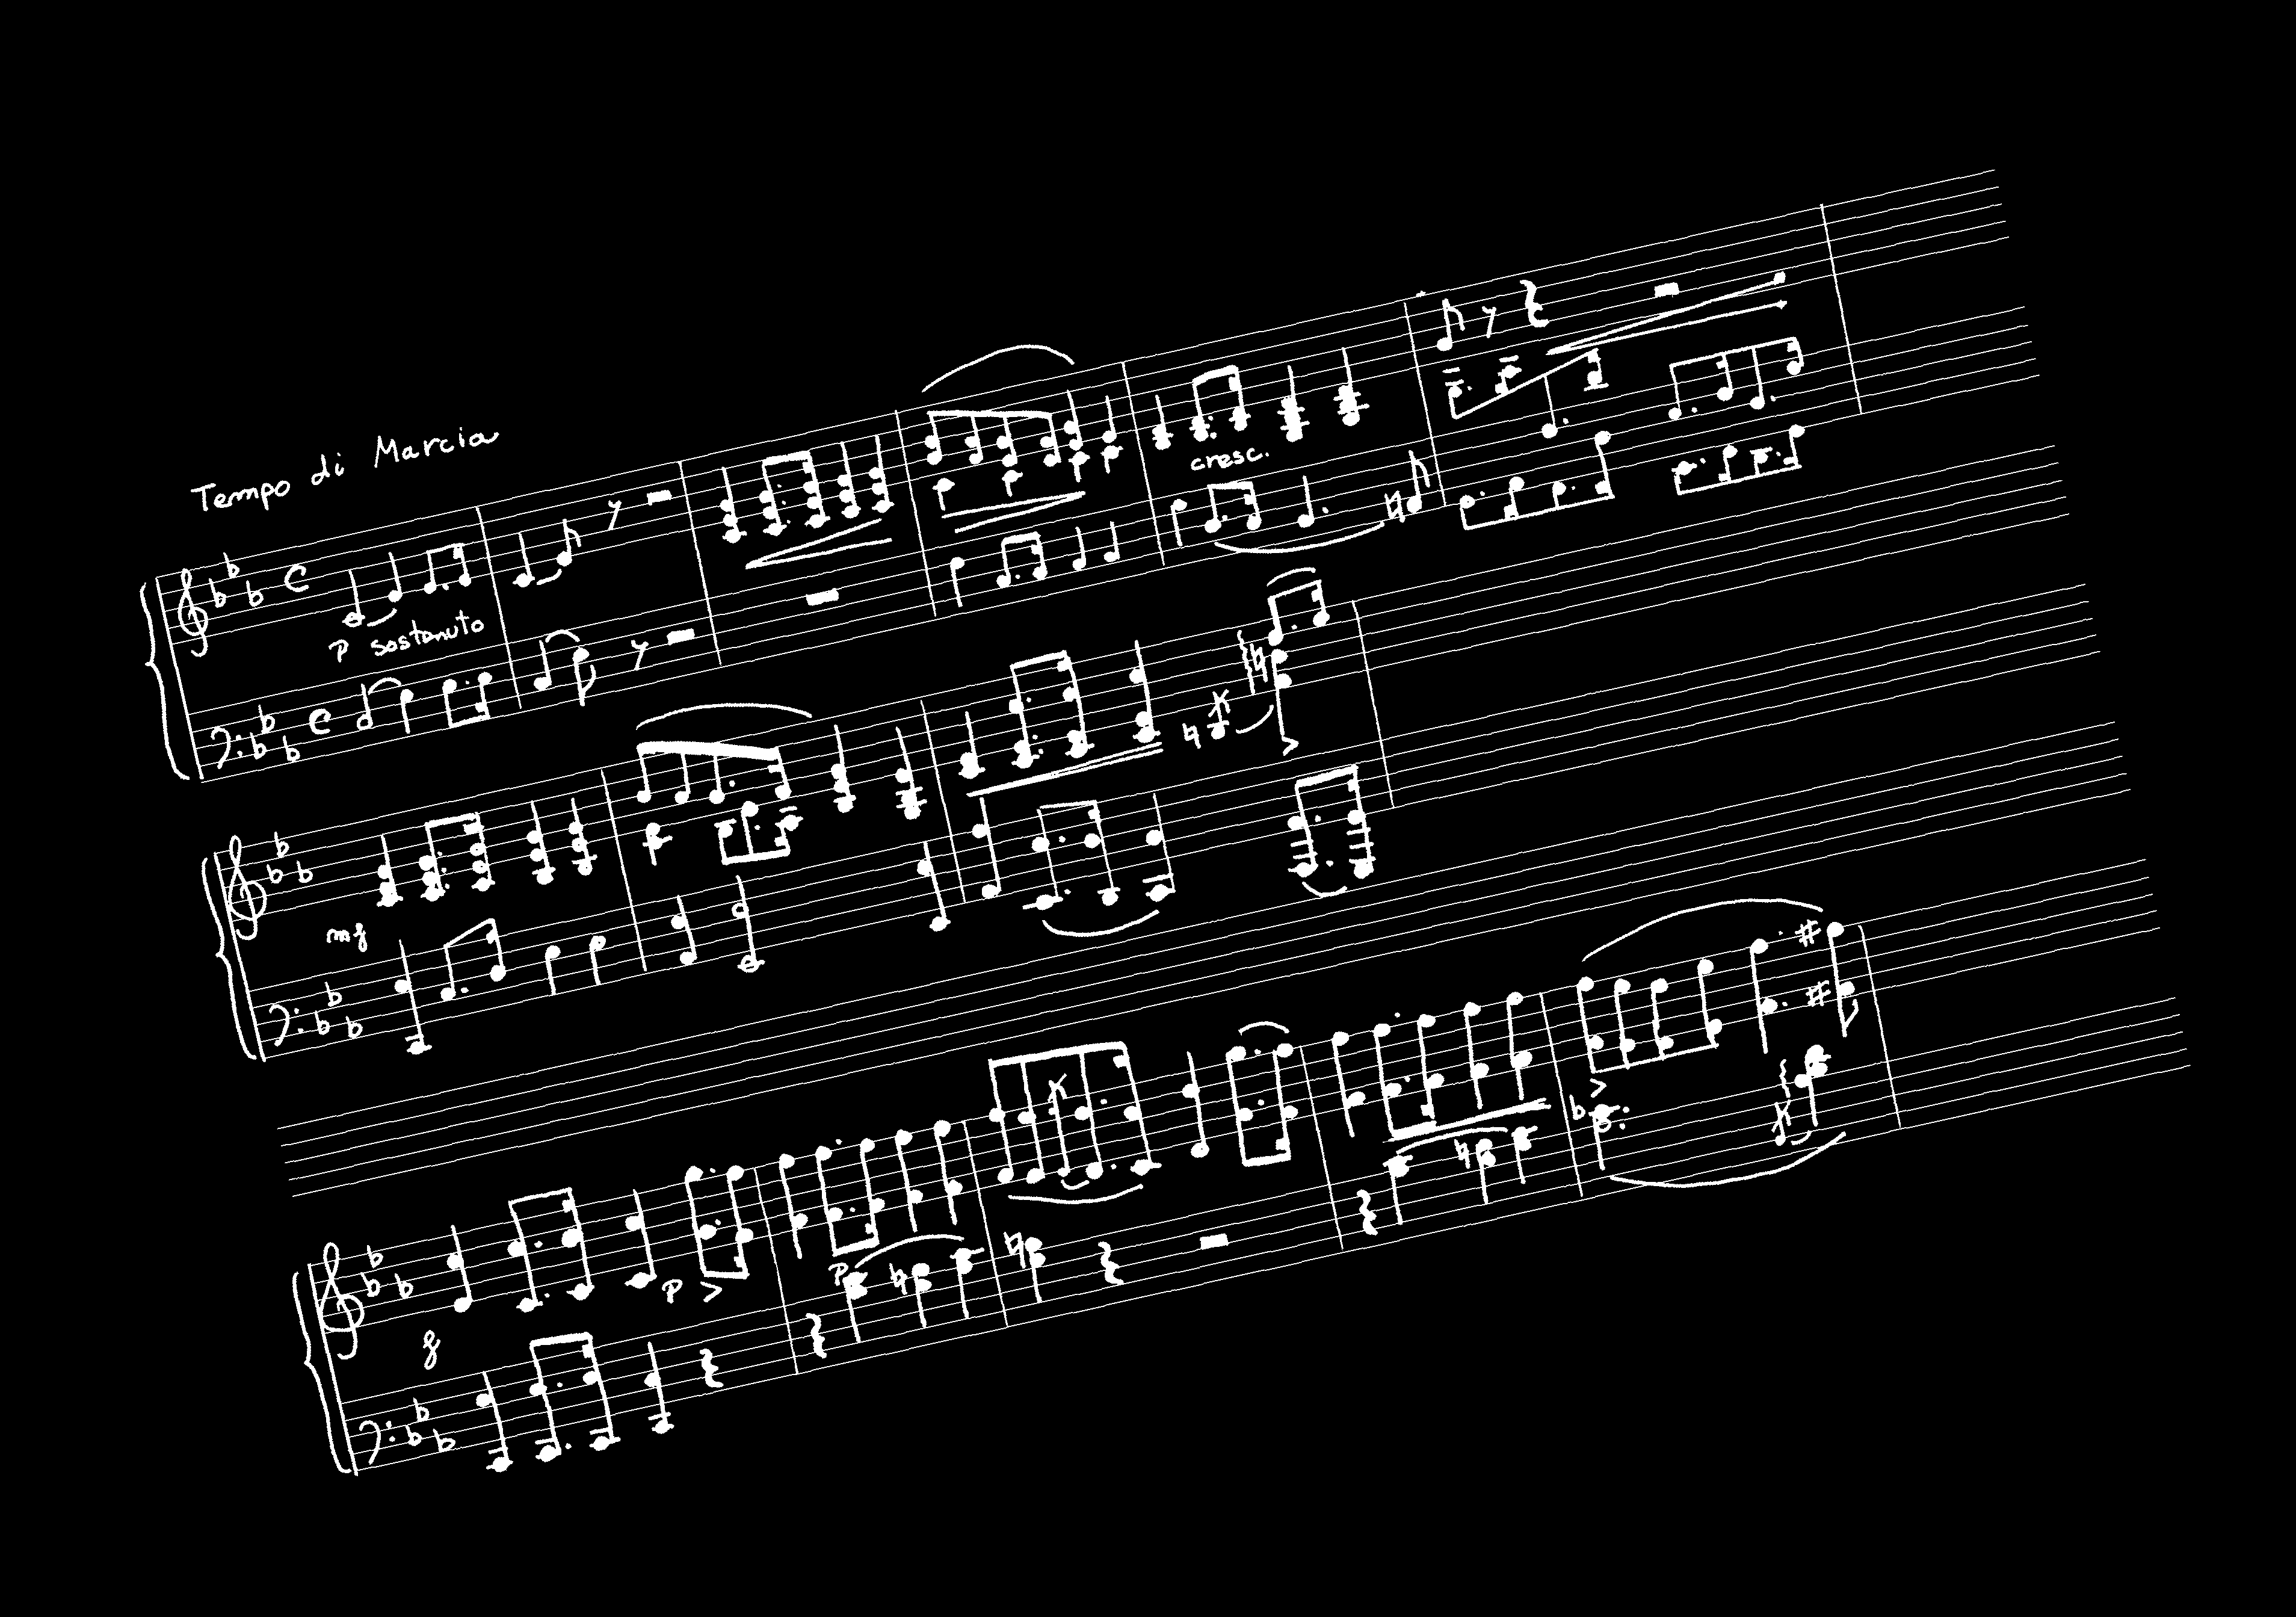 Tempo di Marcia
p sostenuto
cresc.
mf
f
p
p